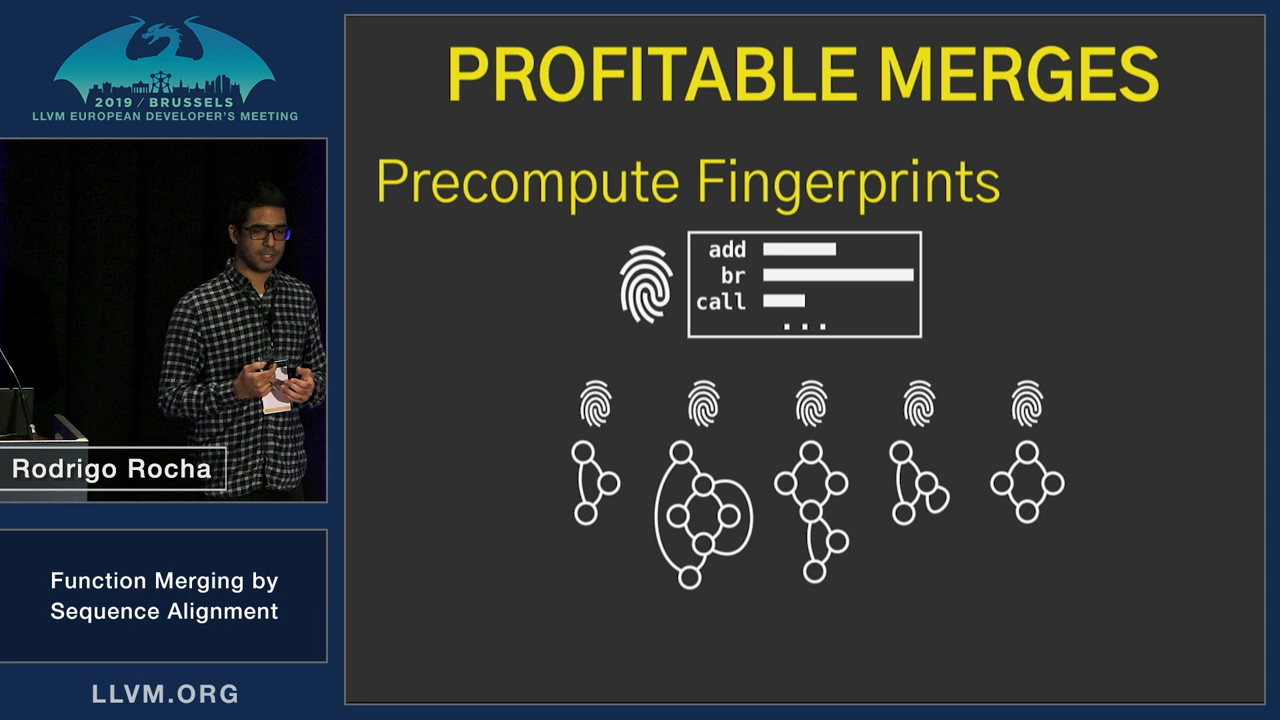 2019 / BRUSSELS
LLVM EUROPEAN DEVELOPER'S MEETING
Rodrigo Rocha
Function Merging by
Sequence Alignment
LLVM.ORG
PROFITABLE MERGES
Precompute Fingerprints
add
br
call
...